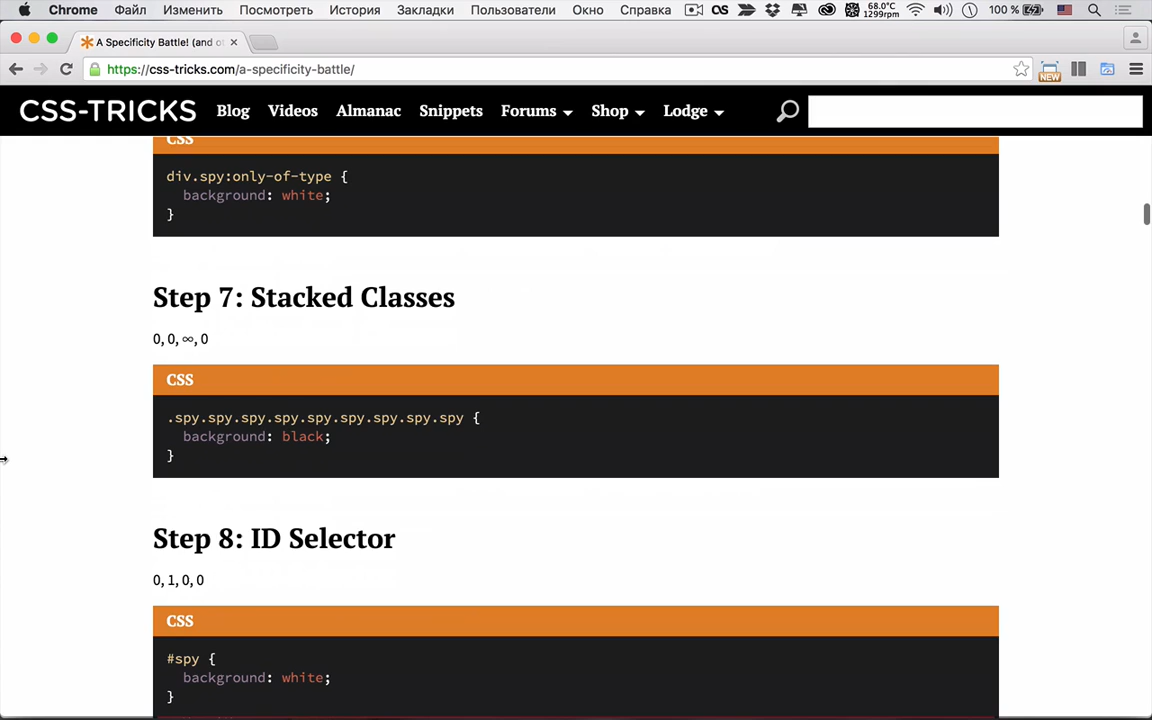 Chrome Файл Изменить Посмотреть История Закладки Пользователи Окно Справка 68.0°C 1299rpm 100 %
A Specificity Battle! (and o
https://css-tricks.com/a-specificity-battle/
NEW
CSS-TRICKS Blog Videos Almanac Snippets Forums Shop Lodge
CSS
div.spy:only-of-type {
background: white;
}
Step 7: Stacked Classes
0, 0, ∞, 0
CSS
.spy.spy.spy.spy.spy.spy.spy.spy.spy {
background: black;
}
Step 8: ID Selector
0, 1, 0, 0
CSS
#spy {
background: white;
}